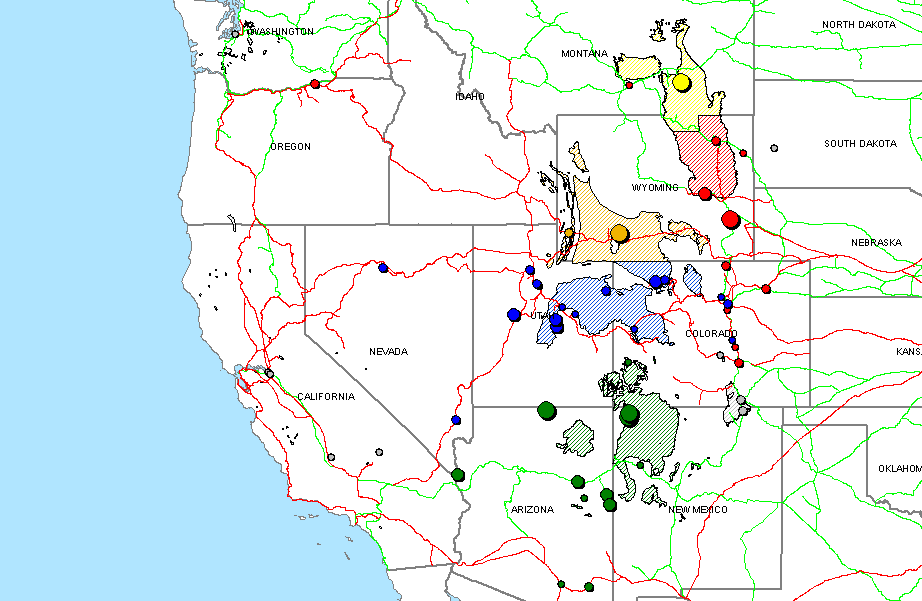 WASHINGTON
NORTH DAKOTA
MONTANA
IDAHO
SOUTH DAKOTA
OREGON
WYOMING
NEBRASKA
UTAH
COLORADO
NEVADA
KANS
CALIFORNIA
OKLAHOM
ARIZONA
NEW MEXICO